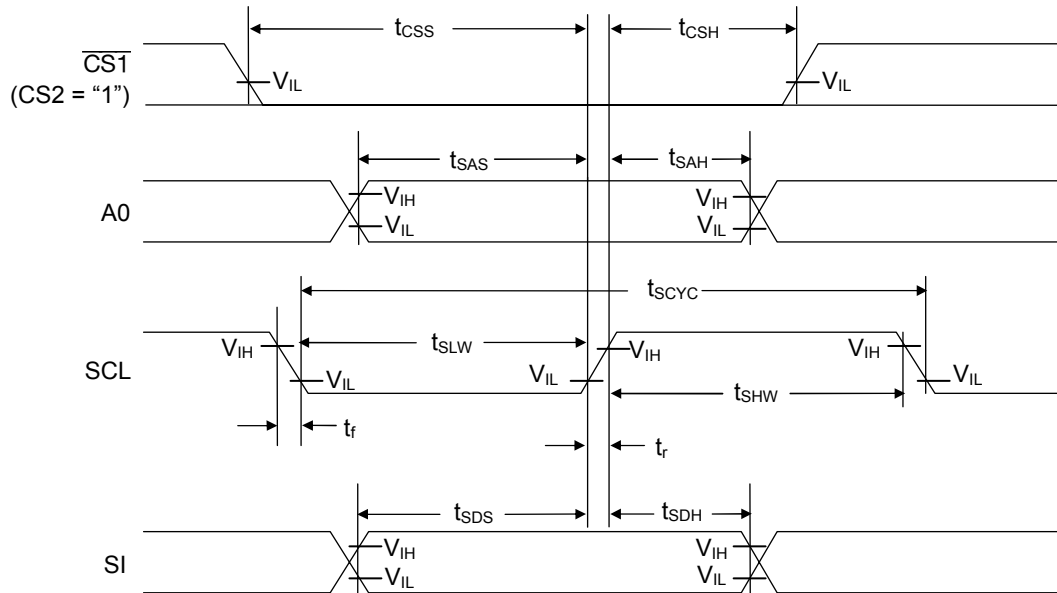 tCSS
tCSH
CS1
(CS2 = “1”)
VIL
VIL
tSAS
tSAH
A0
VIH
VIH
VIL
VIL
tSCYC
SCL
VIH
tSLW
VIH
VIH
VIL
VIL
VIL
tSHW
tf
tr
tSDS
tSDH
SI
VIH
VIH
VIL
VIL